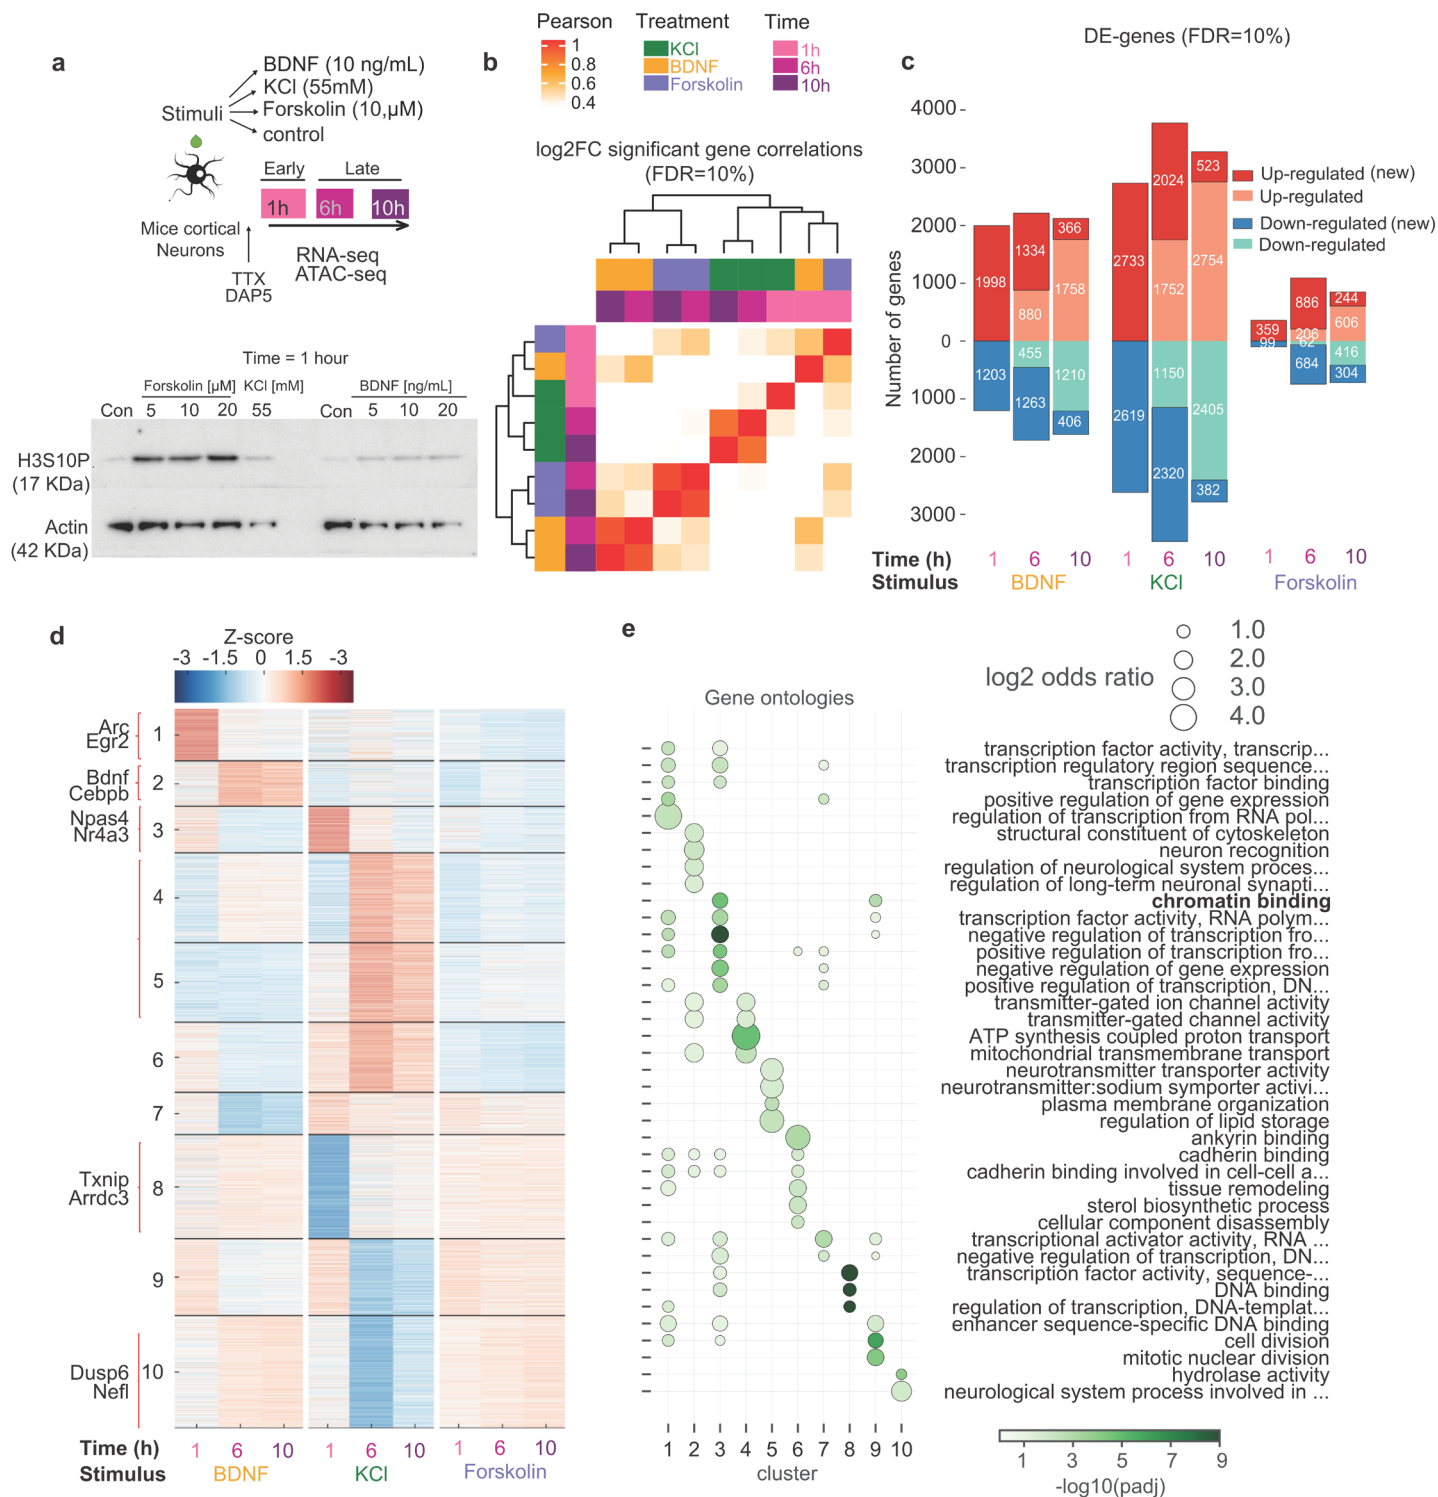 a
Stimuli
BDNF (10 ng/mL)
KCl (55mM)
Forskolin (10,µM)
control
Early Late
1h 6h 10h
Mice cortical
Neurons
RNA-seq
ATAC-seq
TTX
DAP5
Time = 1 hour
Forskolin [µM] KCl [mM] BDNF [ng/mL]
Con 5 10 20 55 Con 5 10 20
H3S10P
(17 KDa)
Actin
(42 KDa)
b
Pearson Treatment Time
1
0.8
0.6
0.4
KCl
BDNF
Forskolin
1h
6h
10h
log2FC significant gene correlations
(FDR=10%)
c
DE-genes (FDR=10%)
Number of genes
4000
3000
2000
1000
0
1000
2000
3000
Up-regulated (new)
Up-regulated
Down-regulated (new)
Down-regulated
1998
1203
1334
880
455
1263
366
1758
1210
406
2733
2619
2024
1752
1150
2320
523
2754
2405
382
359
99
886
206
62
684
244
606
416
304
Time (h) 1 6 10 1 6 10 1 6 10
Stimulus BDNF KCl Forskolin
d
Z-score
-3 -1.5 0 1.5 -3
Arc
Egr2
1
Bdnf
Cebpb
2
Npas4
Nr4a3
3
4
5
6
7
Txnip
Arrdc3
8
9
Dusp6
Nefl
10
Time (h) 1 6 10 1 6 10 1 6 10
Stimulus BDNF KCl Forskolin
e
log2 odds ratio
1.0
2.0
3.0
4.0
Gene ontologies
transcription factor activity, transcrip...
transcription regulatory region sequence...
transcription factor binding
positive regulation of gene expression
regulation of transcription from RNA pol...
structural constituent of cytoskeleton
neuron recognition
regulation of neurological system proces...
regulation of long-term neuronal synapti...
chromatin binding
transcription factor activity, RNA polym...
negative regulation of transcription fro...
positive regulation of transcription fro...
negative regulation of gene expression
positive regulation of transcription, DN...
transmitter-gated ion channel activity
transmitter-gated channel activity
ATP synthesis coupled proton transport
mitochondrial transmembrane transport
neurotransmitter transporter activity
neurotransmitter:sodium symporter activi...
plasma membrane organization
regulation of lipid storage
ankyrin binding
cadherin binding
cadherin binding involved in cell-cell a...
tissue remodeling
sterol biosynthetic process
cellular component disassembly
transcriptional activator activity, RNA ...
negative regulation of transcription, DN...
transcription factor activity, sequence-...
DNA binding
regulation of transcription, DNA-templat...
enhancer sequence-specific DNA binding
cell division
mitotic nuclear division
hydrolase activity
neurological system process involved in ...
1 2 3 4 5 6 7 8 9 10
cluster
1 3 5 7 9
-log10(padj)